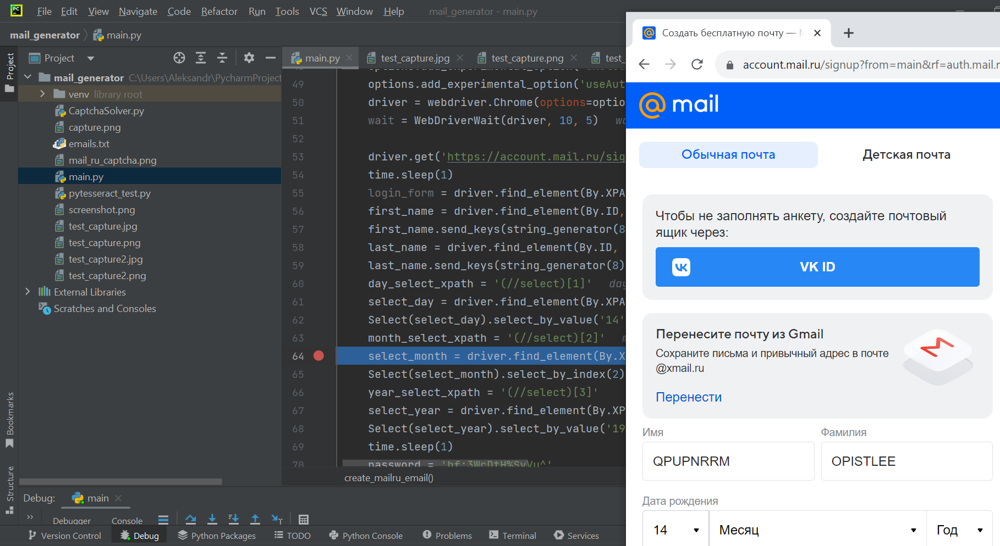 PC
File Edit View Navigate Code Refactor Run Tools VCS Window Help mail_generator - main.py
mail_generator main.py
Project
Project
mail_generator C:\Users\Aleksandr\PycharmProject
venv library root
CaptchaSolver.py
capture.png
emails.txt
mail_ru_captcha.png
main.py
pytesseract_test.py
screenshot.png
test_capture.jpg
test_capture.png
test_capture2.jpg
test_capture2.png
External Libraries
Scratches and Consoles
Bookmarks
Structure
main.py test_capture.jpg test_capture.png test_
49 options.add_experimental_option('useAut
50 driver = webdriver.Chrome(options=optio
51 wait = WebDriverWait(driver, 10, 5)
52
53 driver.get('https://account.mail.ru/sig
54 time.sleep(1)
55 login_form = driver.find_element(By.XPA
56 first_name = driver.find_element(By.ID,
57 first_name.send_keys(string_generator(8
58 last_name = driver.find_element(By.ID,
59 last_name.send_keys(string_generator(8)
60 day_select_xpath = '(//select)[1]' day
61 select_day = driver.find_element(By.XPA
62 Select(select_day).select_by_value('14'
63 month_select_xpath = '(//select)[2]'
64 select_month = driver.find_element(By.X
65 Select(select_month).select_by_index(2)
66 year_select_xpath = '(//select)[3]'
67 select_year = driver.find_element(By.XP
68 Select(select_year).select_by_value('19
69 time.sleep(1)
70 password =
create_mailru_email()
Debug: main
Debugger Console
Version Control Debug Python Packages TODO Python Console Problems Terminal Services
Создать бесплатную почту —
account.mail.ru/signup?from=main&rf=auth.mail.r
@mail
Обычная почта Детская почта
Чтобы не заполнять анкету, создайте почтовый
ящик через:
VK ID
Перенесите почту из Gmail
Сохраните письма и привычный адрес в почте
@xmail.ru
Перенести
Имя Фамилия
QPUPNRRM OPISTLEE
Дата рождения
14 Месяц Год